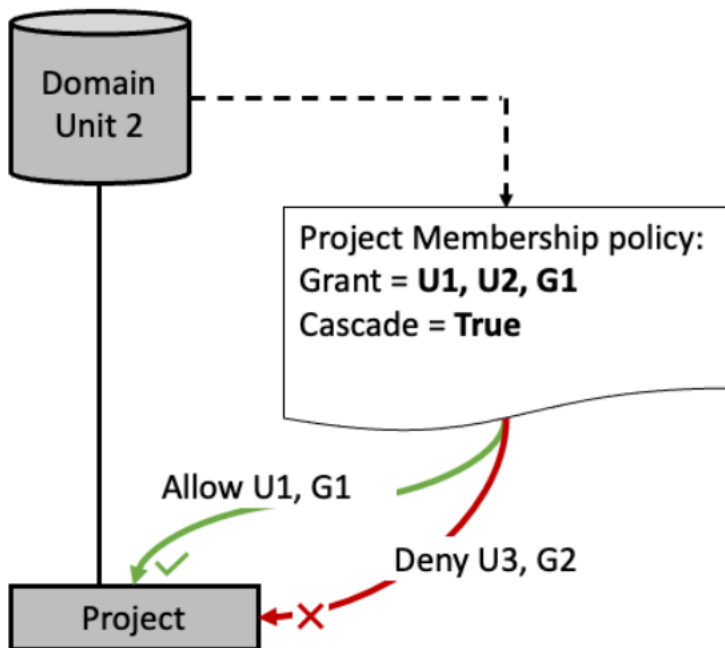 Domain
Unit 2
Project Membership policy:
Grant = U1, U2, G1
Cascade = True
Allow U1, G1
Deny U3, G2
Project